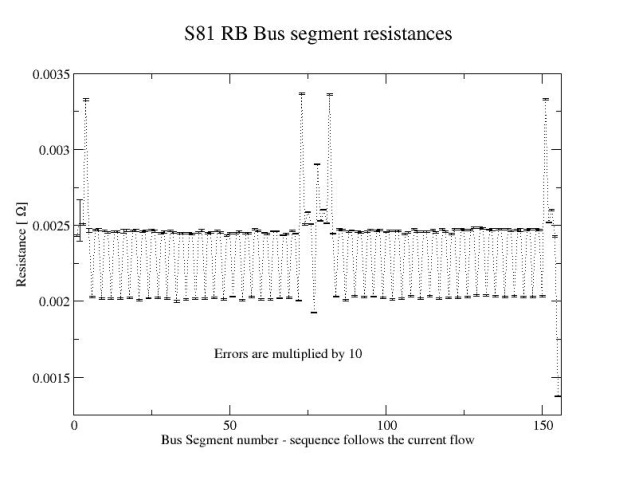 S81 RB Bus segment resistances
0.0035
0.003
0.0025
0.002
0.0015
Resistance [ Ω]
Errors are multiplied by 10
0 50 100 150
Bus Segment number - sequence follows the current flow